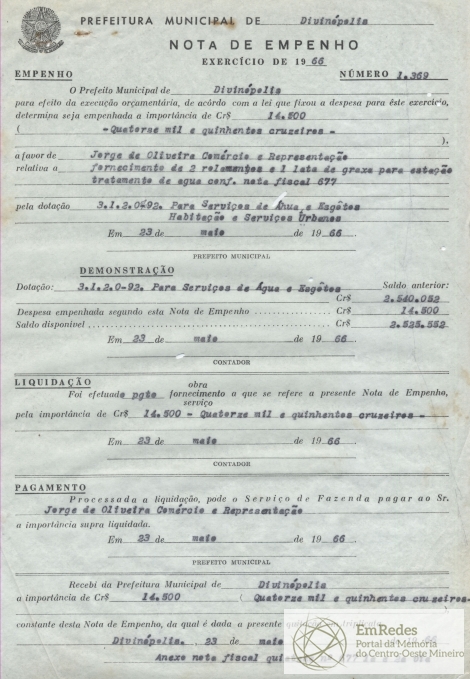 PREFEITURA MUNICIPAL DE Divinópolis
NOTA DE EMPENHO
EXERCÍCIO DE 1966
EMPENHO NÚMERO 1.369
O Prefeito Municipal de Divinópolis
para efeito da execução orçamentária, de acôrdo com a lei que fixou a despesa para êste exercício,
determina seja empenhada a importância de Cr$ 14.500
( -Quatorze mil e quinhentos cruzeiros -
).
a favor de Jorge de Oliveira Comércio e Representação
relativa a fornecimento de 2 rolamentos e 1 lata de graxa para estação
tratamento de agua conf. nota fiscal 677
pela dotação 3.1.2.0-92. Para Serviços de Água e Esgôtos
Habitação e Serviços Urbanos
Em 23 de maio de 1966
PREFEITO MUNICIPAL
DEMONSTRAÇÃO
Dotação: 3.1.2.0-92. Para Serviços de Água e Esgôtos Saldo anterior:
Cr$ 2.540.052
Despesa empenhada segundo esta Nota de Empenho Cr$ 14.500
Saldo disponível Cr$ 2.525.552
Em 23 de maio de 1966
CONTADOR
LIQUIDAÇÃO
obra
Foi efetuado pgto fornecimento a que se refere a presente Nota de Empenho,
serviço
pela importância de Cr$ 14.500 - Quatorze mil e quinhentos cruzeiros -
Em 23 de maio de 1966
CONTADOR
PAGAMENTO
Processada a liquidação, pode o Serviço de Fazenda pagar ao Sr.
Jorge de Oliveira Comércio e Representação
a importância supra liquidada.
Em 23 de maio de 1966
PREFEITO MUNICIPAL
Recebí da Prefeitura Municipal de Divinópolis
a importância de Cr$ 14.500 ( Quatorze mil e quinhentos cruzeiros-
constante desta Nota de Empenho, da qual é dada a presente
Divinópolis. 23 de maio
Anexo nota fiscal
EmRedes
Portal da Memória
do Centro-Oeste Mineiro